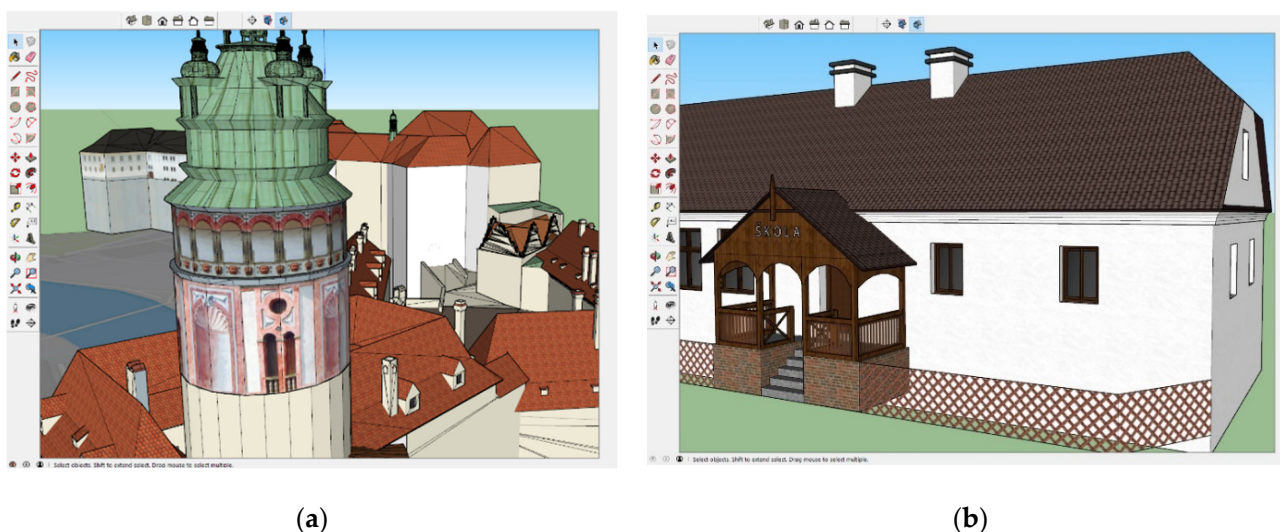 SKOLA
Select objects. Shift to extend select. Drag mouse to select multiple.
Select objects. Shift to extend select. Drag mouse to select multiple.
(a)
(b)